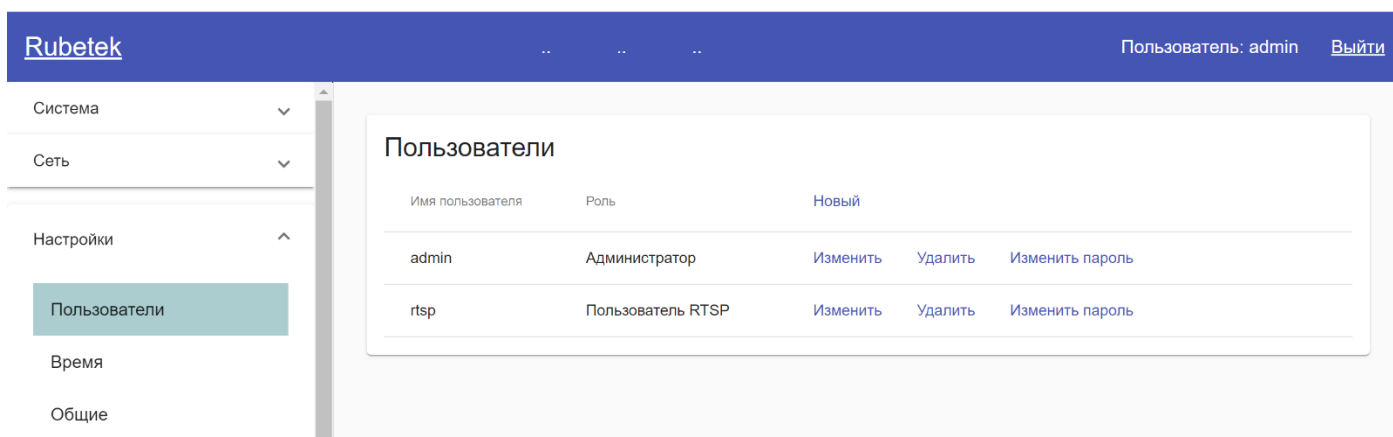 Rubetek .. .. .. Пользователь: admin Выйти
Система
Сеть
Настройки
Пользователи
Время
Общие
Пользователи
Имя пользователя Роль Новый
admin Администратор Изменить Удалить Изменить пароль
rtsp Пользователь RTSP Изменить Удалить Изменить пароль